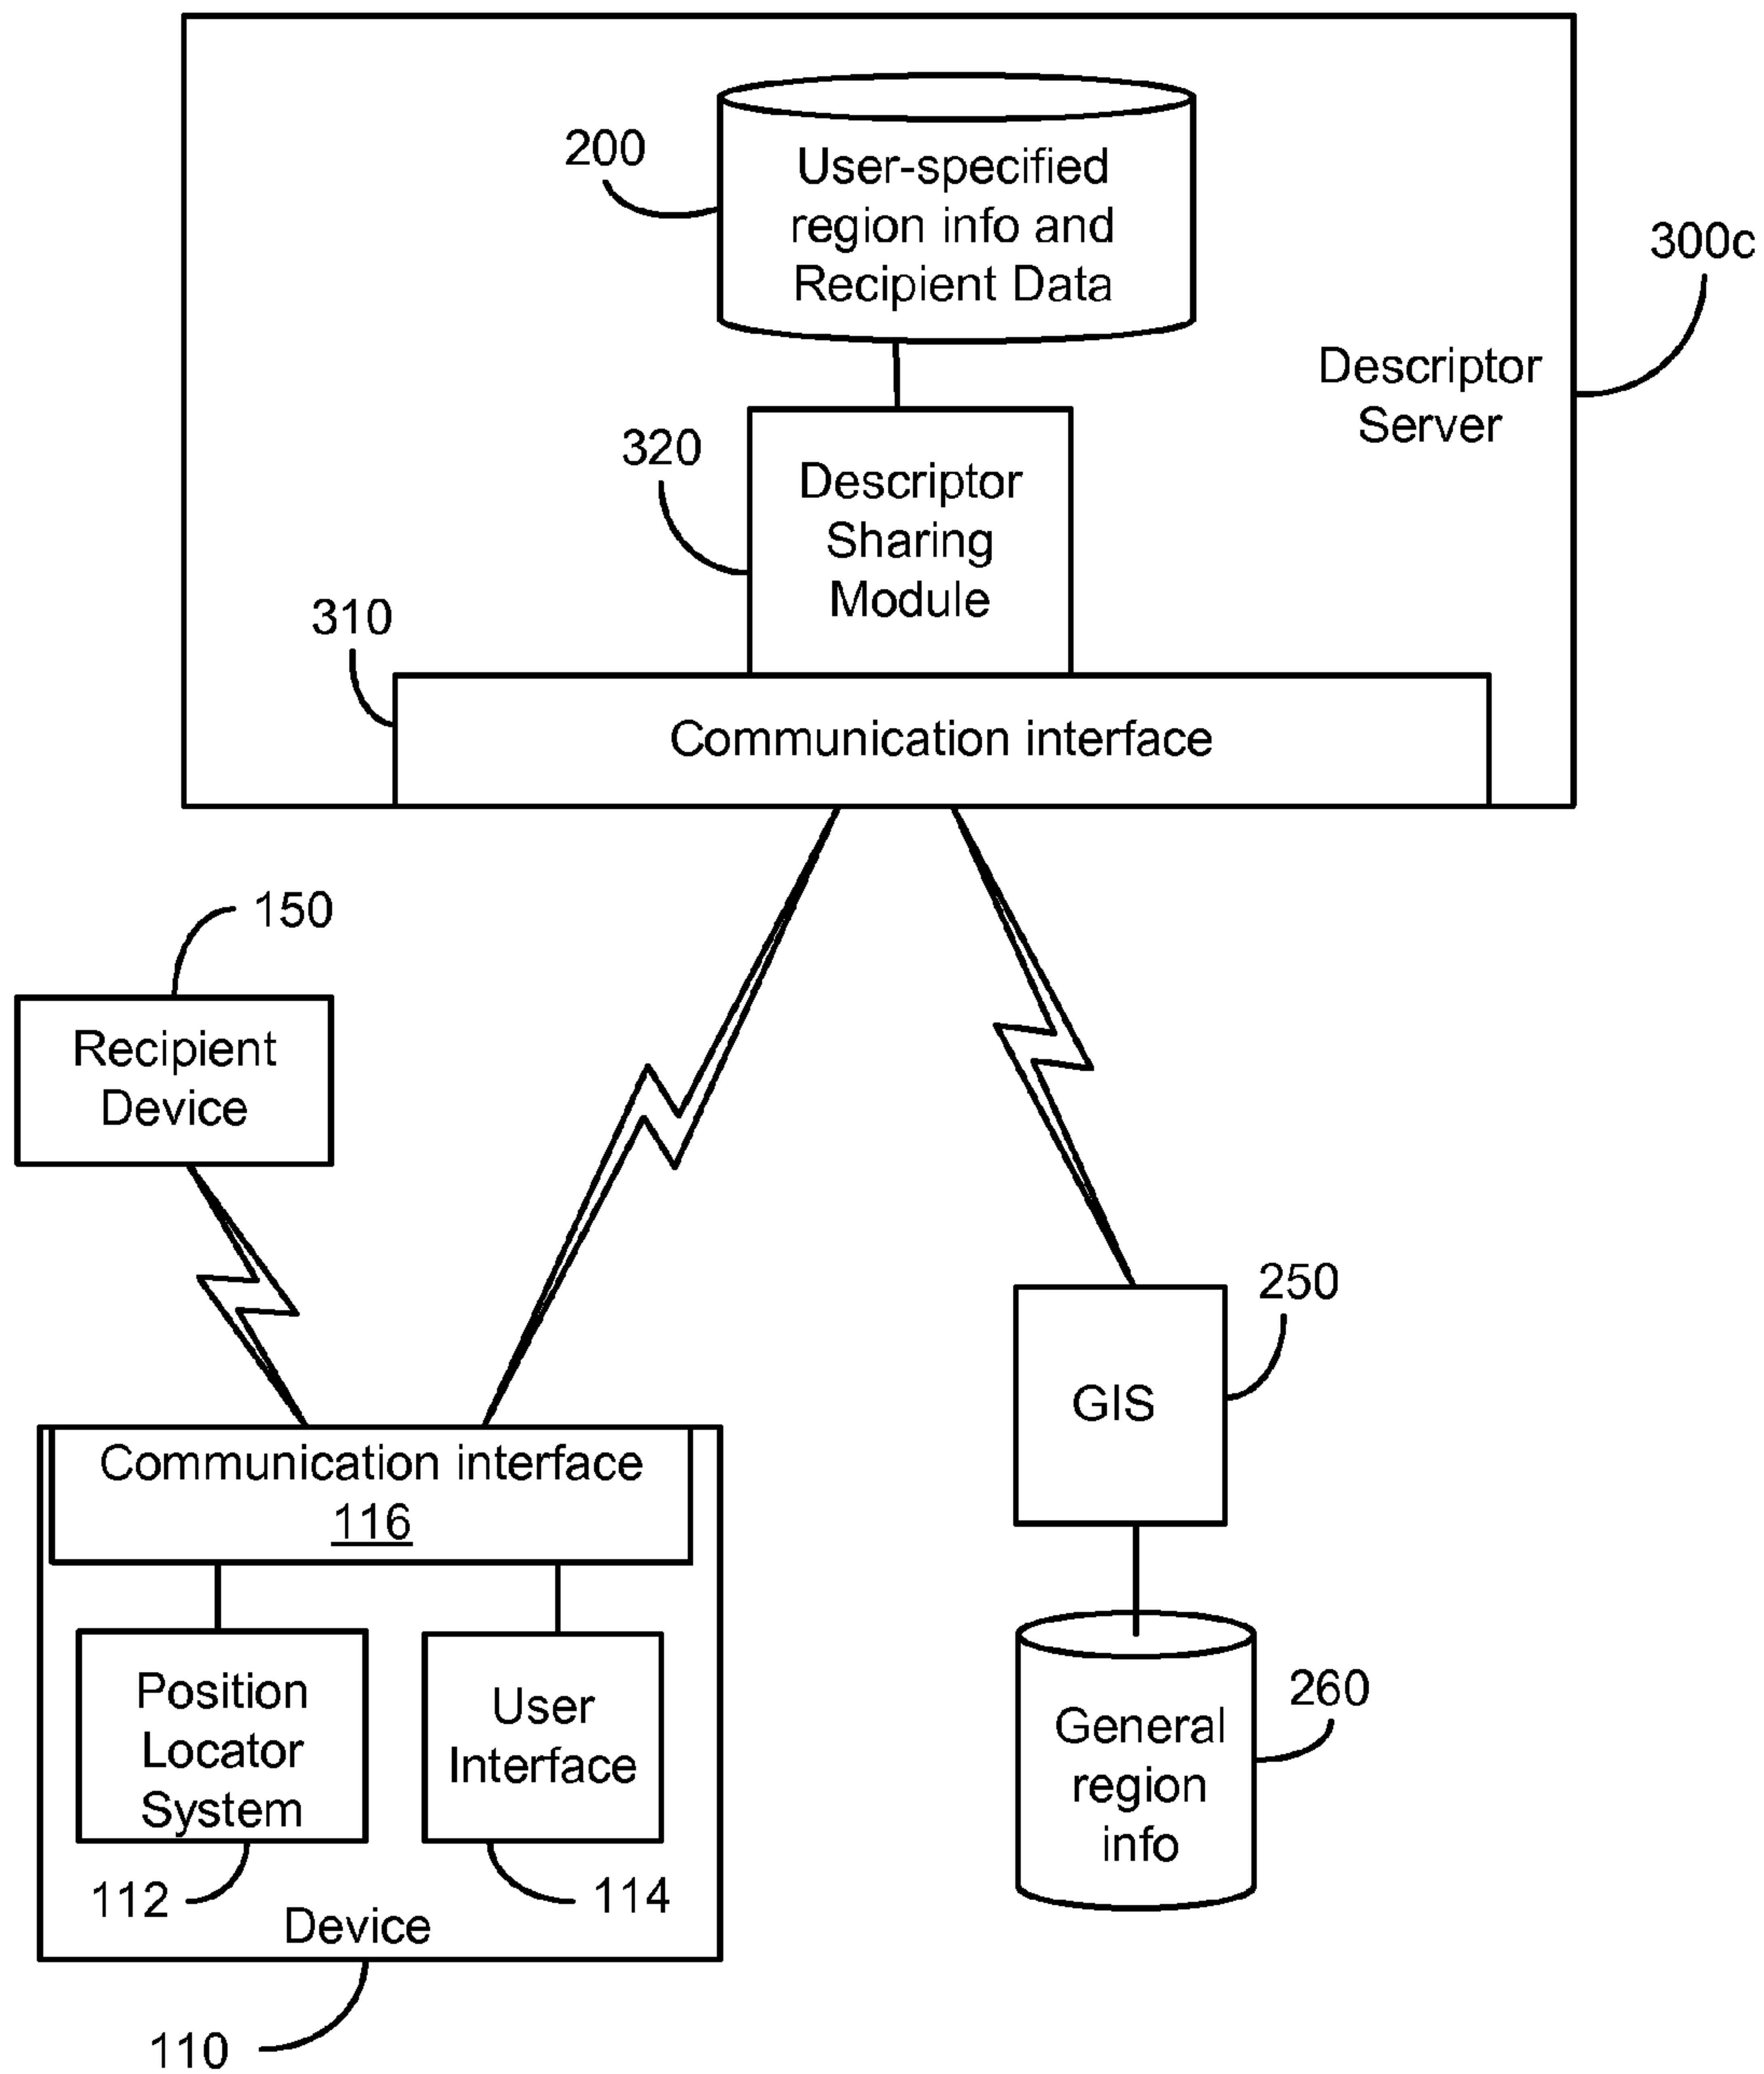 200
User-specified
region info and
Recipient Data
300c
Descriptor
Server
320
Descriptor
Sharing
Module
310
Communication interface
150
Recipient
Device
250
GIS
Communication interface
116
Position
Locator
System
User
Interface
260
General
region
info
112
114
Device
110